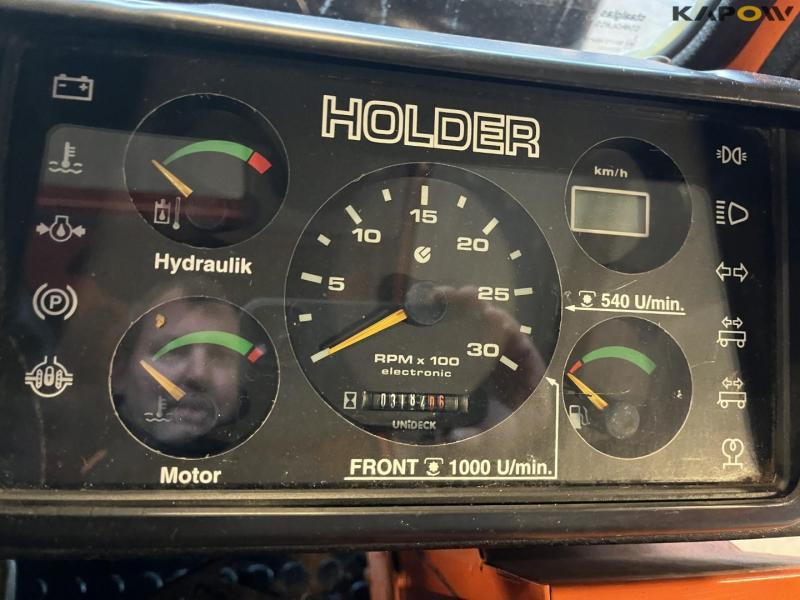 KAPOW
HOLDER
km/h
Hydraulik
5
10
15
20
25
30
RPM x 100
electronic
UNIDECK
540 U/min.
P
Motor
FRONT 1000 U/min.